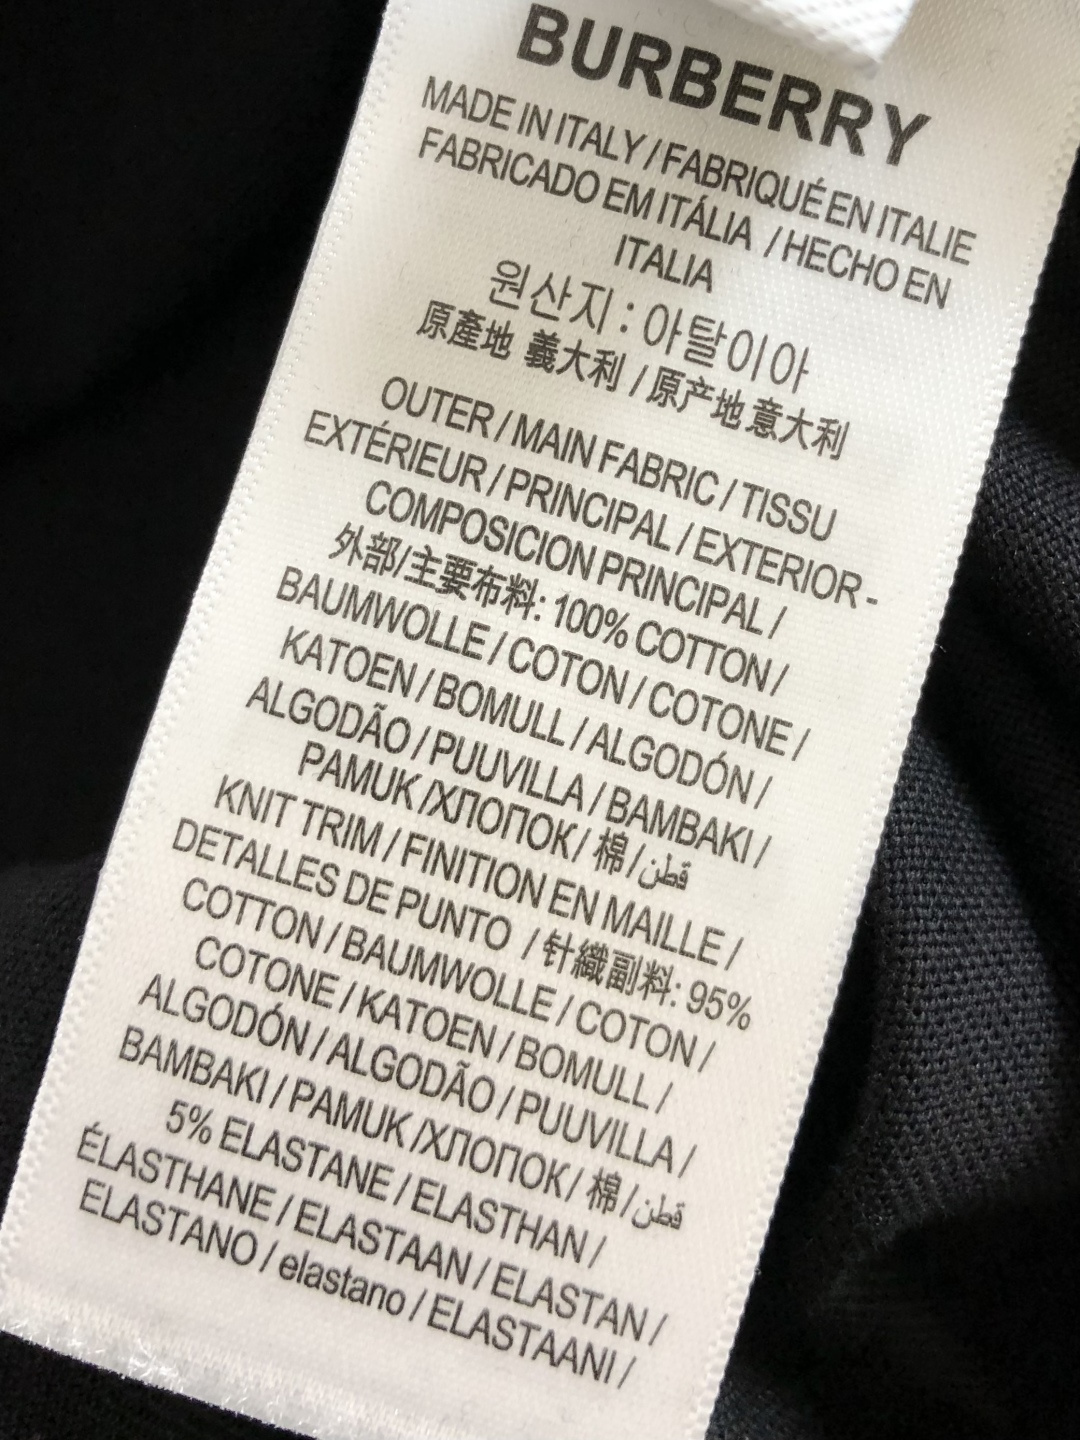 BURBERRY
MADE IN ITALY / FABRIQUÉ EN ITALIE
FABRICADO EM ITÁLIA / HECHO EN
ITALIA
원산지 : 아탈이아
原產地 義大利 / 原产地 意大利
OUTER / MAIN FABRIC / TISSU
EXTÉRIEUR / PRINCIPAL / EXTERIOR -
COMPOSICION PRINCIPAL /
外部/主要布料: 100% COTTON /
BAUMWOLLE / COTON / COTONE /
KATOEN / BOMULL / ALGODÓN /
ALGODÃO / PUUVILLA / BAMBAKI /
PAMUK /ХЛОПОК/ 棉/قطن
KNIT TRIM / FINITION EN MAILLE /
DETALLES DE PUNTO / 针織副料: 95%
COTTON / BAUMWOLLE / COTON /
COTONE / KATOEN / BOMULL /
ALGODÓN / ALGODÃO / PUUVILLA /
BAMBAKI / PAMUK /ХЛОПОК/ 棉/قطن
5% ELASTANE / ELASTHAN /
ÉLASTHANE / ELASTAAN / ELASTAN /
ELASTANO / elastano / ELASTAANI /